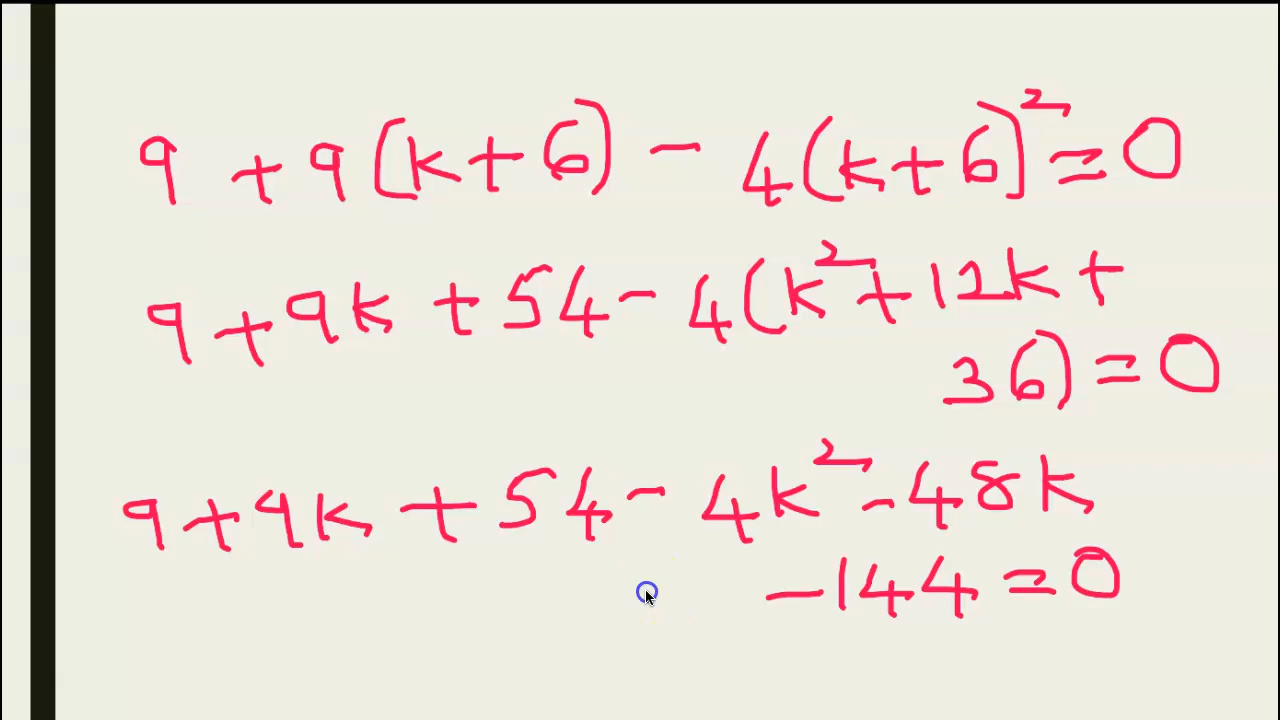 9 + 9(k+6) - 4(k+6)² = 0
9 + 9k + 54 - 4(k² + 12k +
36) = 0
9 + 9k + 54 - 4k² - 48k
- 144 = 0